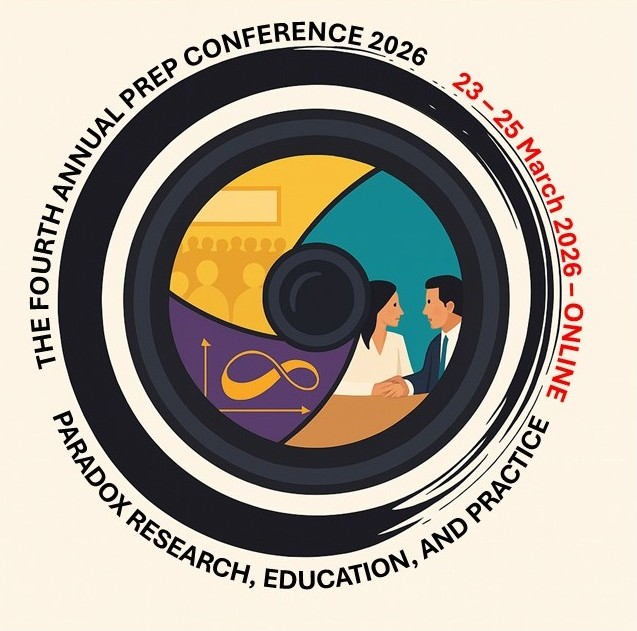 THE FOURTH ANNUAL PREP CONFERENCE 2026
23 – 25 March 2026 – ONLINE
PARADOX RESEARCH, EDUCATION, AND PRACTICE